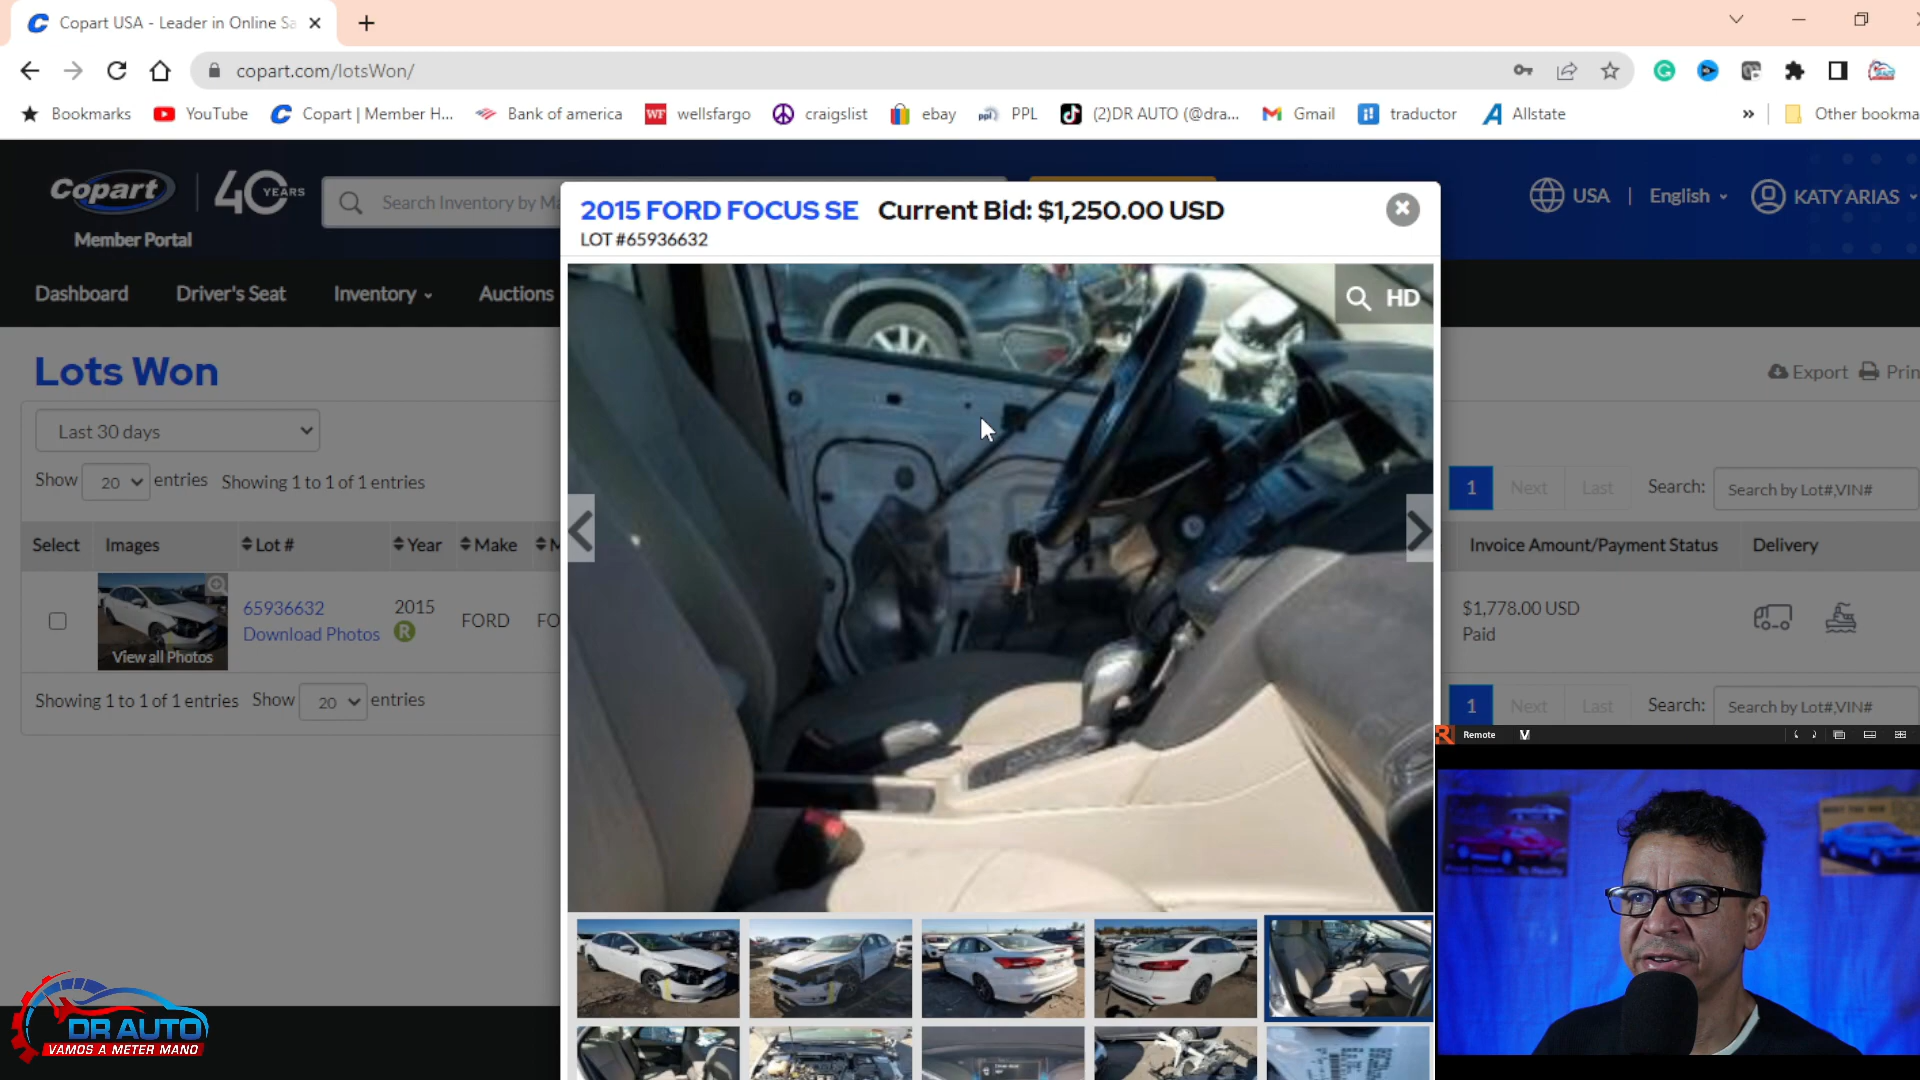 Copart USA - Leader in Online Sa
copart.com/lotsWon/
Bookmarks
YouTube
Copart | Member H...
Bank of america
WF
wellsfargo
craigslist
ebay
ppl
PPL
(2)DR AUTO (@dra...
Gmail
traductor
Allstate
»
Other bookma
Copart
40 YEARS
Member Portal
Search Inventory by Ma
USA
English
KATY ARIAS
2015 FORD FOCUS SE Current Bid: $1,250.00 USD
LOT #65936632
HD
Dashboard
Driver's Seat
Inventory
Auctions
Lots Won
Export
Prin
Last 30 days
Show 20 entries Showing 1 to 1 of 1 entries
1
Next
Last
Search:
Search by Lot#,VIN#
Select
Images
Lot #
Year
Make
M
Invoice Amount/Payment Status
Delivery
View all Photos
65936632
Download Photos
2015
R
FORD
FO
$1,778.00 USD
Paid
Showing 1 to 1 of 1 entries Show 20 entries
1
Next
Last
Search:
Search by Lot#,VIN#
R
Remote
V
DR AUTO
VAMOS A METER MANO